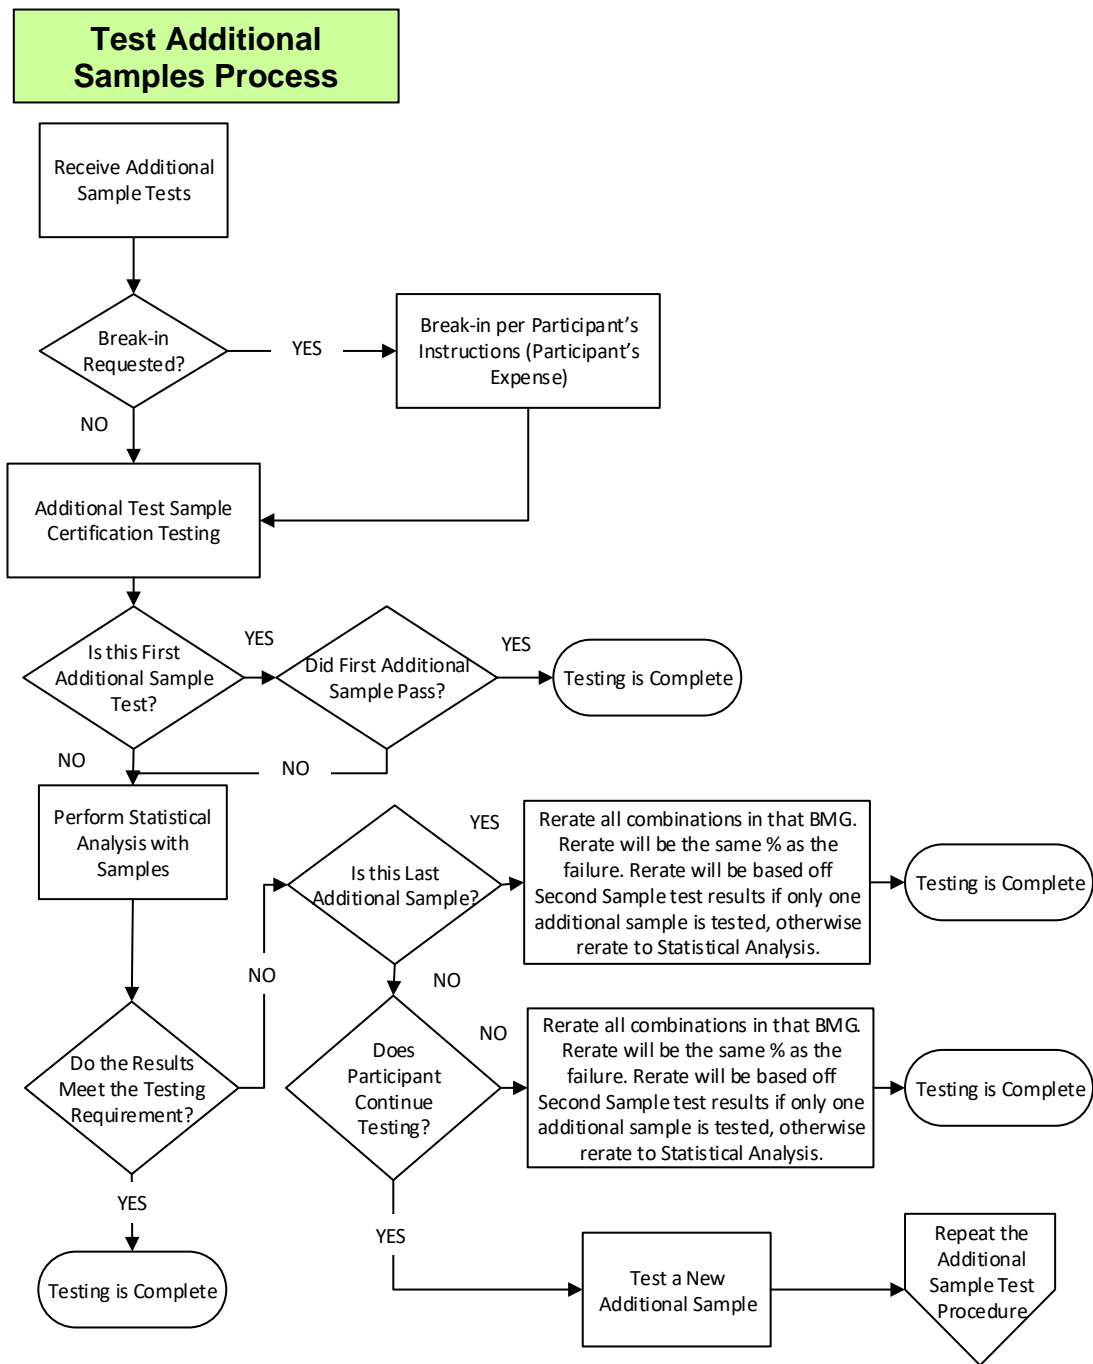 Test Additional
Samples Process
Receive Additional
Sample Tests
Break-in
Requested?
YES
Break-in per Participant’s
Instructions (Participant’s
Expense)
NO
Additional Test Sample
Certification Testing
Is this First
Additional Sample
Test?
YES
Did First Additional
Sample Pass?
YES
Testing is Complete
NO
NO
Perform Statistical
Analysis with
Samples
Is this Last
Additional Sample?
YES
Rerate all combinations in that BMG.
Rerate will be the same % as the
failure. Rerate will be based off
Second Sample test results if only one
additional sample is tested, otherwise
rerate to Statistical Analysis.
Testing is Complete
NO
NO
Do the Results
Meet the Testing
Requirement?
Does
Participant
Continue
Testing?
NO
Rerate all combinations in that BMG.
Rerate will be the same % as the
failure. Rerate will be based off
Second Sample test results if only one
additional sample is tested, otherwise
rerate to Statistical Analysis.
Testing is Complete
YES
YES
Testing is Complete
Test a New
Additional Sample
Repeat the
Additional
Sample Test
Procedure